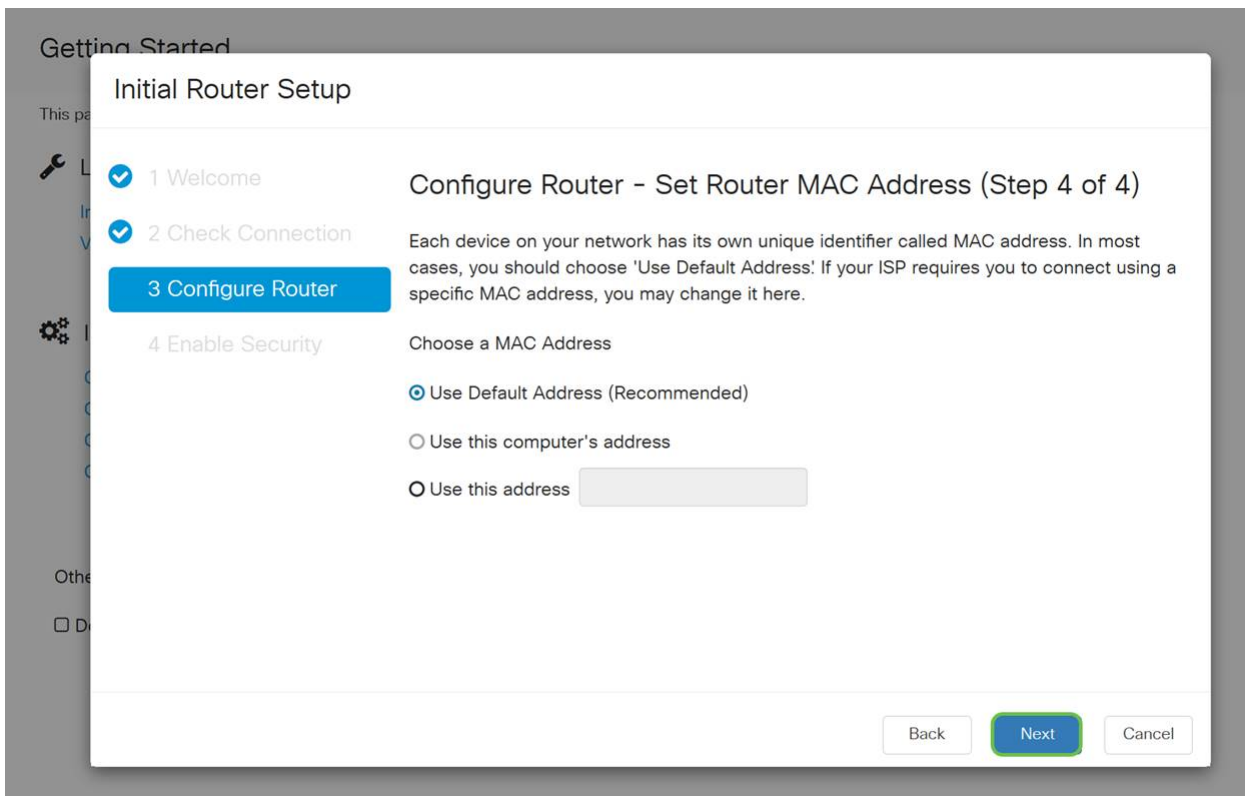 Getting Started
Initial Router Setup
This pa
L
1 Welcome
Configure Router - Set Router MAC Address (Step 4 of 4)
In
V
2 Check Connection
Each device on your network has its own unique identifier called MAC address. In most
cases, you should choose 'Use Default Address'. If your ISP requires you to connect using a
specific MAC address, you may change it here.
3 Configure Router
I
4 Enable Security
Choose a MAC Address
Use Default Address (Recommended)
Use this computer's address
Use this address
Othe
Do
Back
Next
Cancel